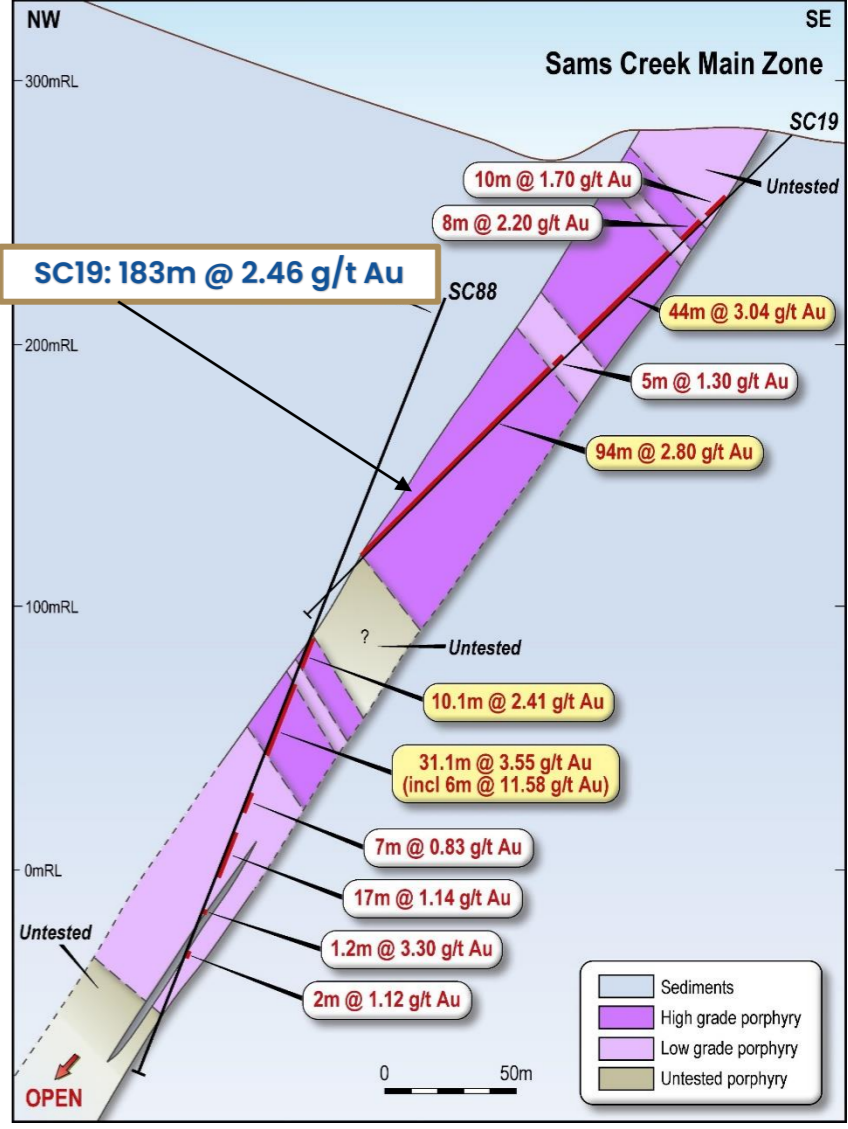 NW
SE
Sams Creek Main Zone
300mRL
SC19
10m @ 1.70 g/t Au
Untested
8m @ 2.20 g/t Au
SC19: 183m @ 2.46 g/t Au
SC88
44m @ 3.04 g/t Au
200mRL
5m @ 1.30 g/t Au
94m @ 2.80 g/t Au
100mRL
?
Untested
10.1m @ 2.41 g/t Au
31.1m @ 3.55 g/t Au
(incl 6m @ 11.58 g/t Au)
7m @ 0.83 g/t Au
0mRL
17m @ 1.14 g/t Au
Untested
1.2m @ 3.30 g/t Au
2m @ 1.12 g/t Au
Sediments
High grade porphyry
Low grade porphyry
Untested porphyry
0
50m
OPEN